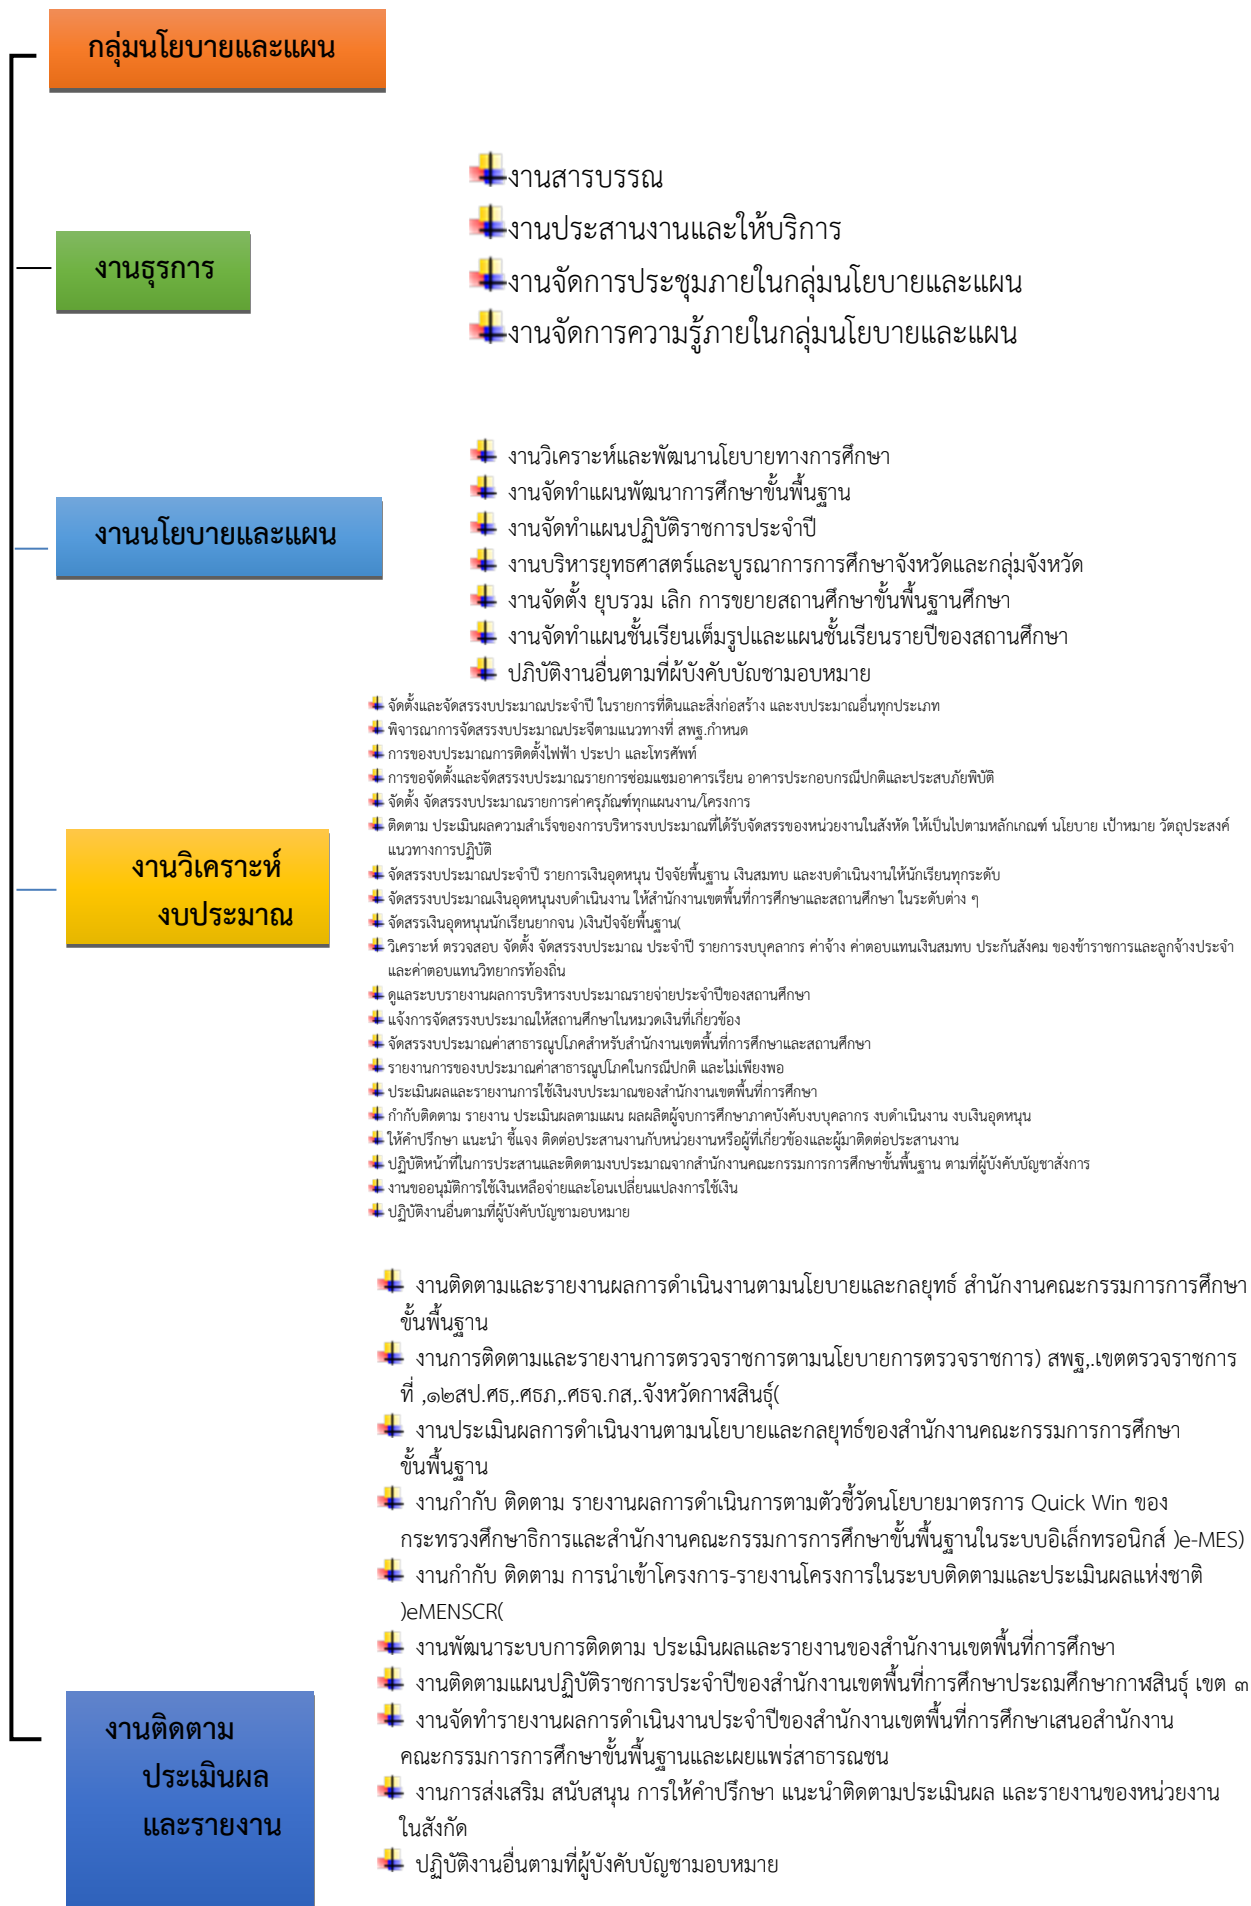 กลุ่มนโยบายและแผน
งานสารบรรณ
งานประสานงานและให้บริการ
งานธุรการ
งานจัดการประชุมภายในกลุ่มนโยบายและแผน
งานจัดการความรู้ภายในกลุ่มนโยบายและแผน
งานวิเคราะห์และพัฒนานโยบายทางการศึกษา
งานจัดทำแผนพัฒนาการศึกษาขั้นพื้นฐาน
งานจัดทำแผนปฏิบัติราชการประจำปี
งานนโยบายและแผน
งานบริหารยุทธศาสตร์และบูรณาการการศึกษาจังหวัดและกลุ่มจังหวัด
งานจัดตั้ง ยุบรวม เลิก การขยายสถานศึกษาขั้นพื้นฐานศึกษา
งานจัดทำแผนชั้นเรียนเต็มรูปและแผนชั้นเรียนรายปีของสถานศึกษา
ปฏิบัติงานอื่นตามที่ผู้บังคับบัญชามอบหมาย
จัดตั้งและจัดสรรงบประมาณประจำปี ในรายการที่ดินและสิ่งก่อสร้าง และงบประมาณอื่นทุกประเภท
พิจารณาการจัดสรรงบประมาณประจีตามแนวทางที่ สพฐ.กำหนด
การของบประมาณการติดตั้งไฟฟ้า ประปา และโทรศัพท์
การขอจัดตั้งและจัดสรรงบประมาณรายการซ่อมแซมอาคารเรียน อาคารประกอบกรณีปกติและประสบภัยพิบัติ
จัดตั้ง จัดสรรงบประมาณรายการค่าครุภัณฑ์ทุกแผนงาน/โครงการ
ติดตาม ประเมินผลความสำเร็จของการบริหารงบประมาณที่ได้รับจัดสรรของหน่วยงานในสังหัด ให้เป็นไปตามหลักเกณฑ์ นโยบาย เป้าหมาย วัตถุประสงค์
แนวทางการปฏิบัติ
งานวิเคราะห์
งบประมาณ
จัดสรรงบประมาณประจำปี รายการเงินอุดหนุน ปัจจัยพื้นฐาน เงินสมทบ และงบดำเนินงานให้นักเรียนทุกระดับ
จัดสรรงบประมาณเงินอุดหนุนงบดำเนินงาน ให้สำนักงานเขตพื้นที่การศึกษาและสถานศึกษา ในระดับต่าง ๆ
จัดสรรเงินอุดหนุนนักเรียนยากจน )เงินปัจจัยพื้นฐาน(
วิเคราะห์ ตรวจสอบ จัดตั้ง จัดสรรงบประมาณ ประจำปี รายการงบบุคลากร ค่าจ้าง ค่าตอบแทนเงินสมทบ ประกันสังคม ของข้าราชการและลูกจ้างประจำ
และค่าตอบแทนวิทยากรท้องถิ่น
ดูแลระบบรายงานผลการบริหารงบประมาณรายจ่ายประจำปีของสถานศึกษา
แจ้งการจัดสรรงบประมาณให้สถานศึกษาในหมวดเงินที่เกี่ยวข้อง
จัดสรรงบประมาณค่าสาธารณูปโภคสำหรับสำนักงานเขตพื้นที่การศึกษาและสถานศึกษา
รายงานการของบประมาณค่าสาธารณูปโภคในกรณีปกติ และไม่เพียงพอ
ประเมินผลและรายงานการใช้เงินงบประมาณของสำนักงานเขตพื้นที่การศึกษา
กำกับติดตาม รายงาน ประเมินผลตามแผน ผลผลิตผู้จบการศึกษาภาคบังคับงบบุคลากร งบดำเนินงาน งบเงินอุดหนุน
ให้คำปรึกษา แนะนำ ชี้แจง ติดต่อประสานงานกับหน่วยงานหรือผู้ที่เกี่ยวข้องและผู้มาติดต่อประสานงาน
ปฏิบัติหน้าที่ในการประสานและติดตามงบประมาณจากสำนักงานคณะกรรมการการศึกษาขั้นพื้นฐาน ตามที่ผู้บังคับบัญชาสั่งการ
งานขออนุมัติการใช้เงินเหลือจ่ายและโอนเปลี่ยนแปลงการใช้เงิน
ปฏิบัติงานอื่นตามที่ผู้บังคับบัญชามอบหมาย
งานติดตามและรายงานผลการดำเนินงานตามนโยบายและกลยุทธ์ สำนักงานคณะกรรมการการศึกษา
ขั้นพื้นฐาน
งานการติดตามและรายงานการตรวจราชการตามนโยบายการตรวจราชการ) สพฐ,.เขตตรวจราชการ
ที่ ,๑๒สป.ศธ,.ศธภ,.ศธจ.กส,.จังหวัดกาฬสินธุ์(
งานประเมินผลการดำเนินงานตามนโยบายและกลยุทธ์ของสำนักงานคณะกรรมการการศึกษา
ขั้นพื้นฐาน
งานกำกับ ติดตาม รายงานผลการดำเนินการตามตัวชี้วัดนโยบายมาตรการ Quick Win ของ
กระทรวงศึกษาธิการและสำนักงานคณะกรรมการการศึกษาขั้นพื้นฐานในระบบอิเล็กทรอนิกส์ )e-MES)
งานกำกับ ติดตาม การนำเข้าโครงการ-รายงานโครงการในระบบติดตามและประเมินผลแห่งชาติ
)eMENSCR(
งานพัฒนาระบบการติดตาม ประเมินผลและรายงานของสำนักงานเขตพื้นที่การศึกษา
งานติดตามแผนปฏิบัติราชการประจำปีของสำนักงานเขตพื้นที่การศึกษาประถมศึกษากาฬสินธุ์ เขต ๓
งานจัดทำรายงานผลการดำเนินงานประจำปีของสำนักงานเขตพื้นที่การศึกษาเสนอสำนักงาน
คณะกรรมการการศึกษาขั้นพื้นฐานและเผยแพร่สาธารณชน
งานติดตาม
ประเมินผล
และรายงาน
งานการส่งเสริม สนับสนุน การให้คำปรึกษา แนะนำติดตามประเมินผล และรายงานของหน่วยงาน
ในสังกัด
ปฏิบัติงานอื่นตามที่ผู้บังคับบัญชามอบหมาย